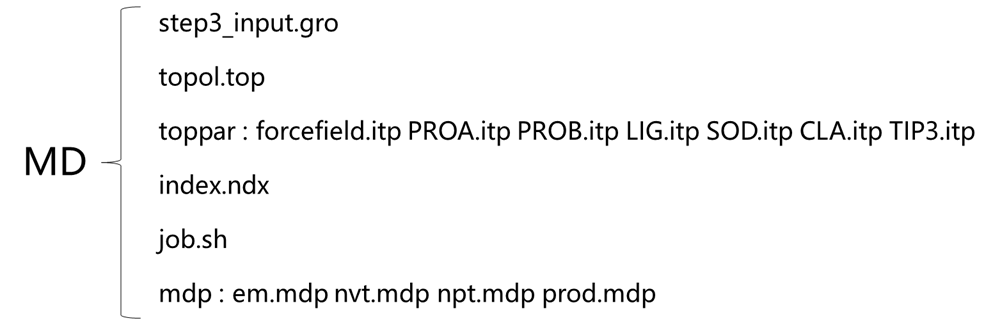 step3_input.gro
topol.top
toppar : forcefield.itp PROA.itp PROB.itp LIG.itp SOD.itp CLA.itp TIP3.itp
MD
index.ndx
job.sh
mdp : em.mdp nvt.mdp npt.mdp prod.mdp